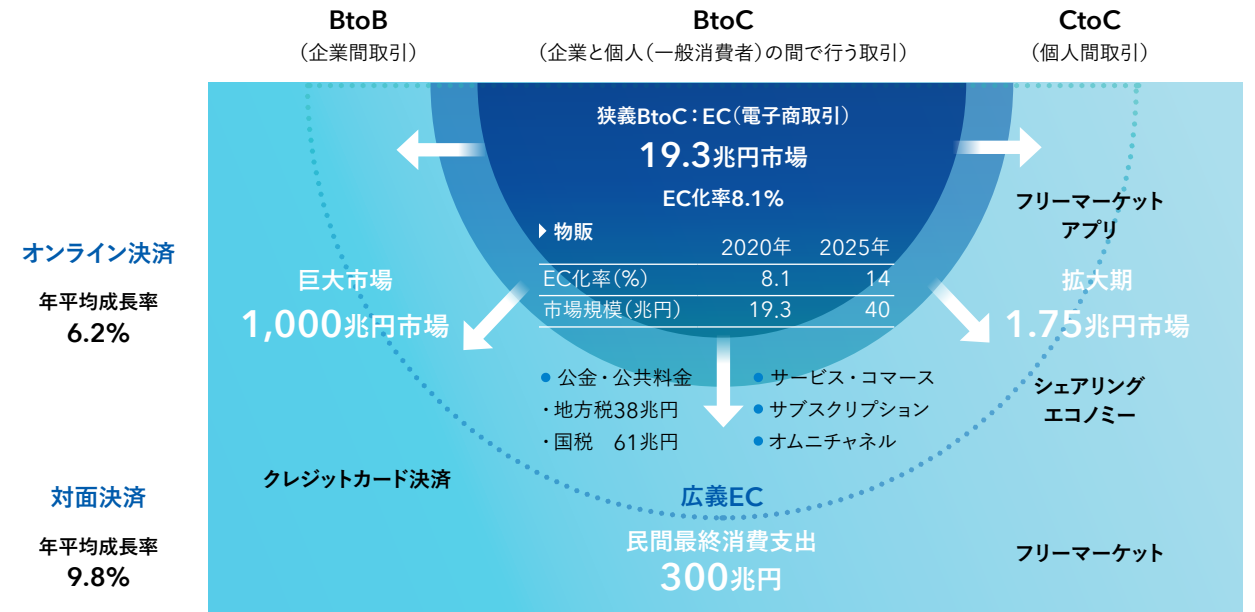 BtoB
（企業間取引）
BtoC
（企業と個人（一般消費者）の間で行う取引）
CtoC
（個人間取引）
狭義BtoC：EC（電子商取引）
19.3兆円市場
EC化率8.1%
物販
2020年 2025年
EC化率（%） 8.1 14
市場規模（兆円） 19.3 40
オンライン決済
年平均成長率
6.2%
巨大市場
1,000兆円市場
フリーマーケット
アプリ
拡大期
1.75兆円市場
シェアリング
エコノミー
● 公金・公共料金
・地方税38兆円
・国税 61兆円
● サービス・コマース
● サブスクリプション
● オムニチャネル
クレジットカード決済
対面決済
年平均成長率
9.8%
広義EC
民間最終消費支出
300兆円
フリーマーケット